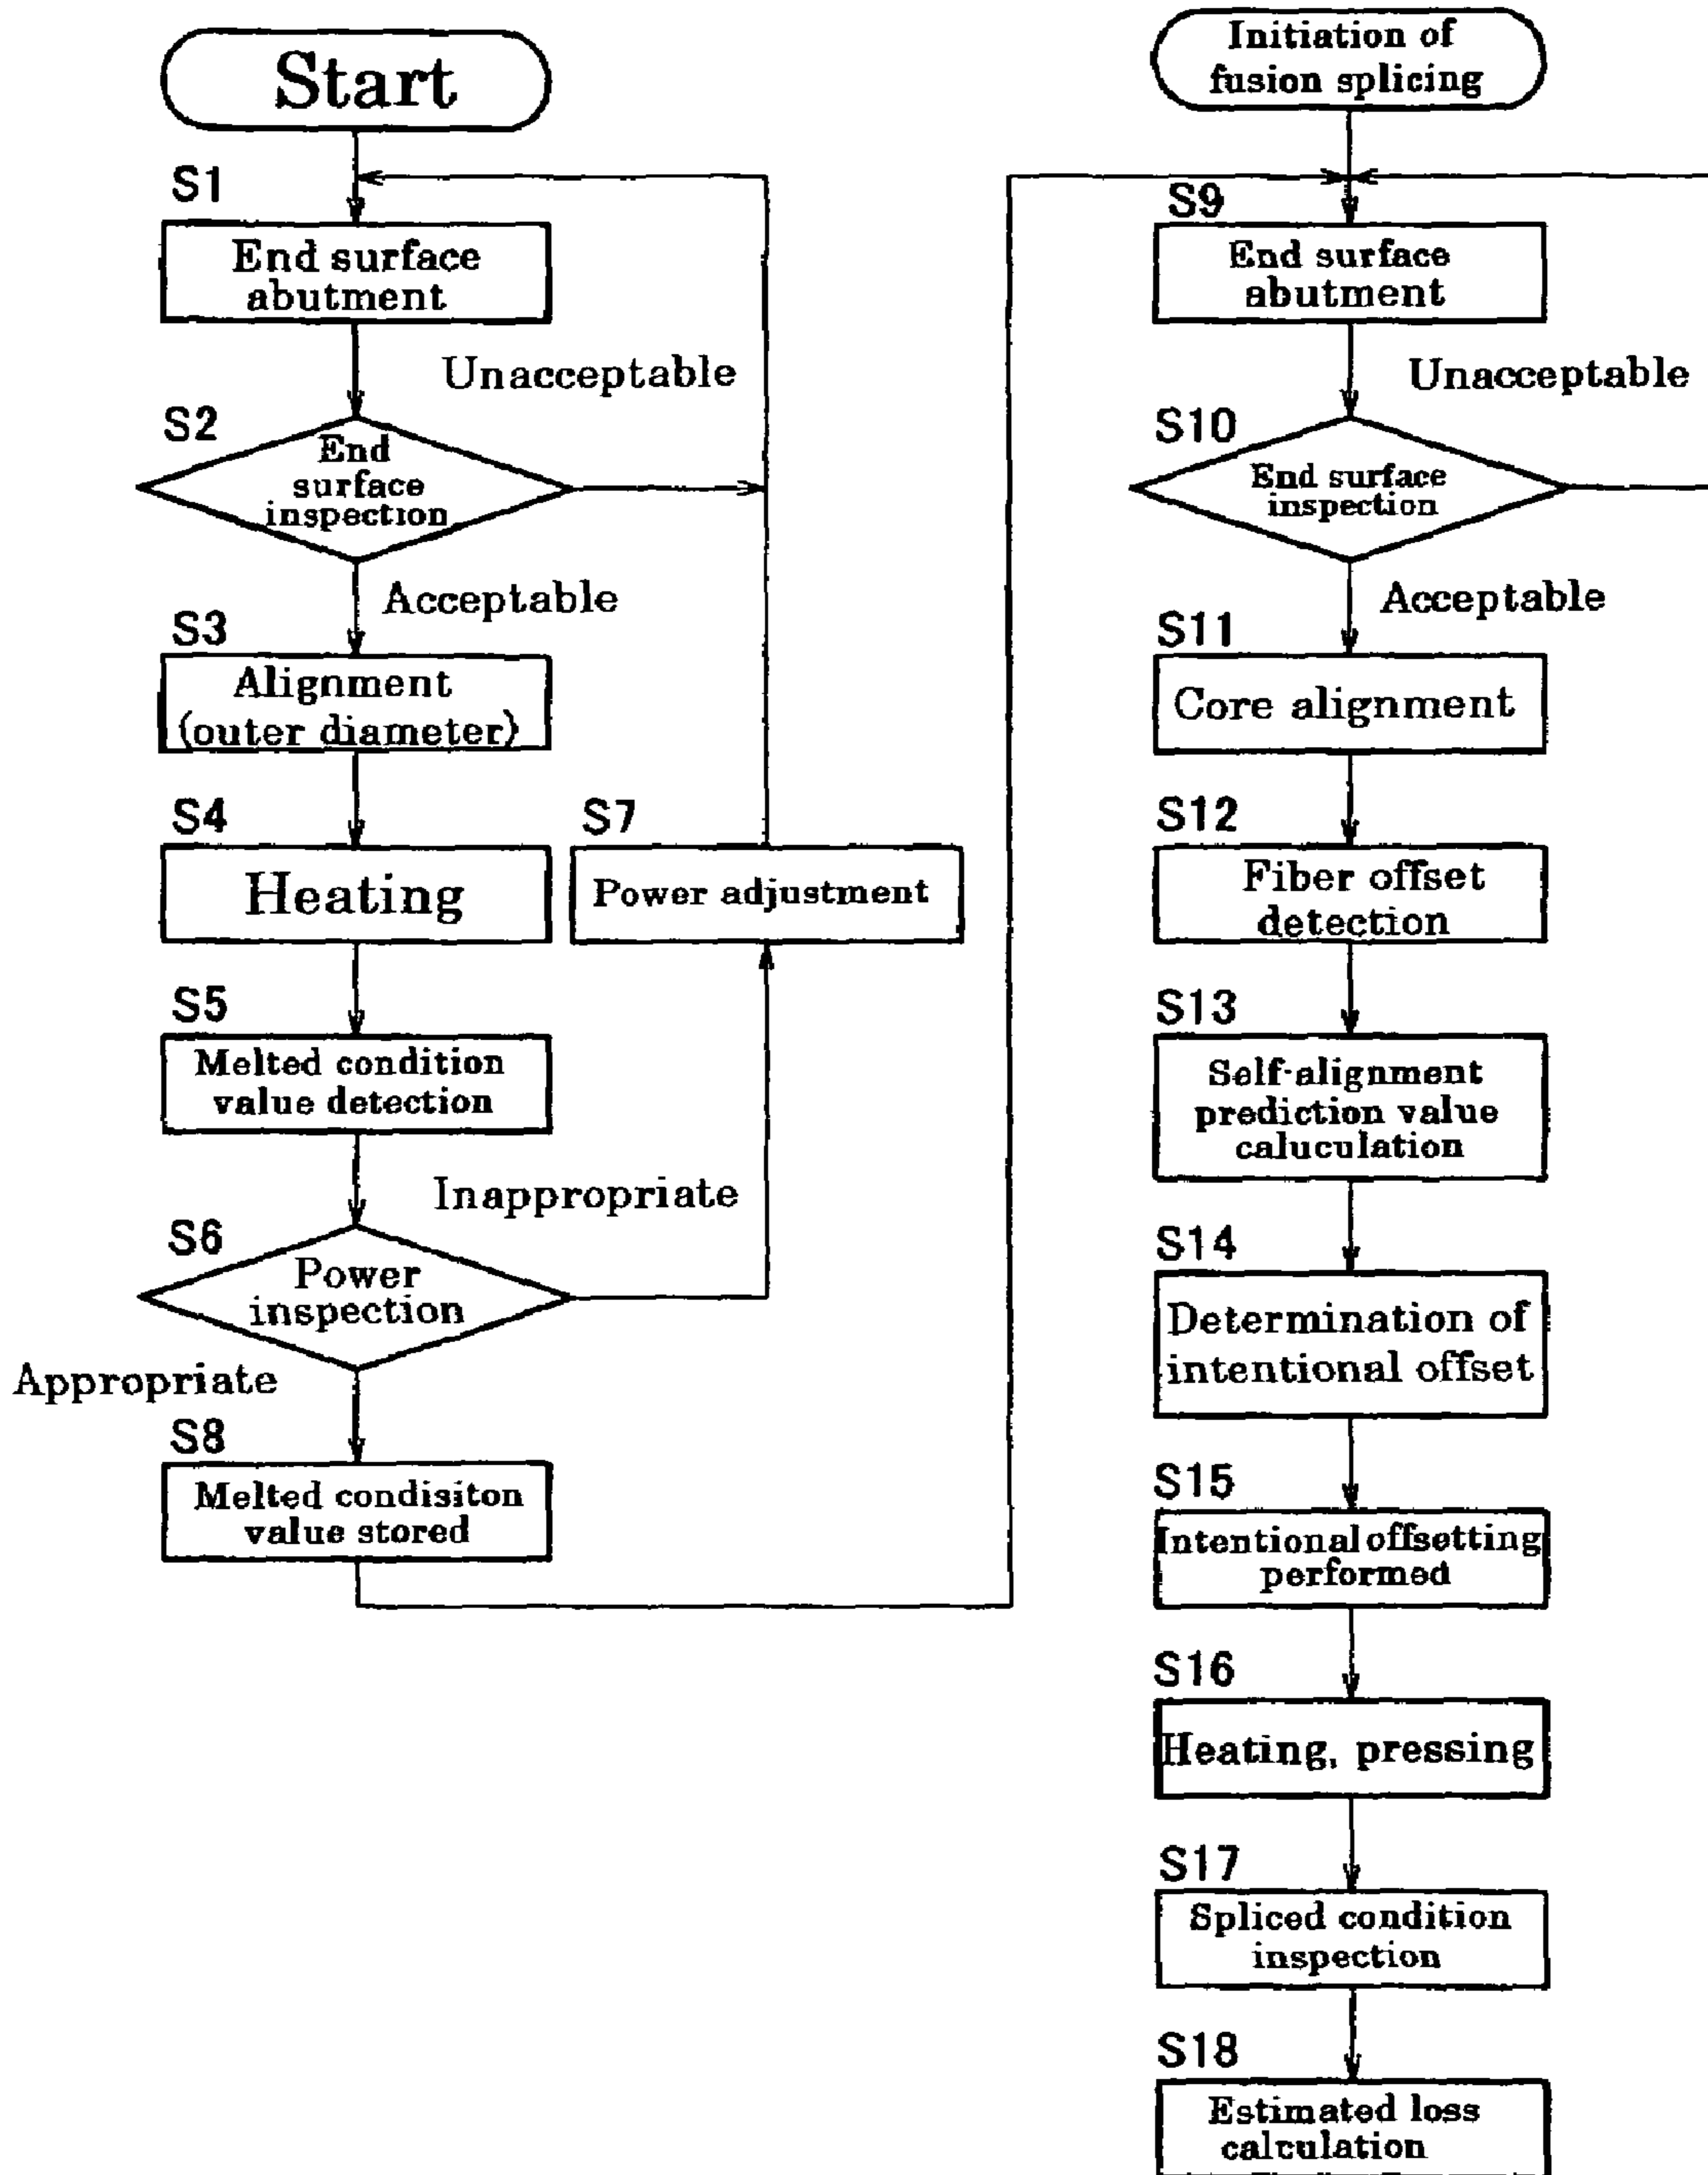 Start
S1
End surface
abutment
Unacceptable
S2
End
surface
inspection
Acceptable
S3
Alignment
(outer diameter)
S4
Heating
S7
Power adjustment
S5
Melted condition
value detection
Inappropriate
S6
Power
inspection
Appropriate
S8
Melted condisiton
value stored
Initiation of
fusion splicing
S9
End surface
abutment
Unacceptable
S10
End surface
inspection
Acceptable
S11
Core alignment
S12
Fiber offset
detection
S13
Self-alignment
prediction value
caluculation
S14
Determination of
intentional offset
S15
Intentional offsetting
performed
S16
Heating, pressing
S17
Spliced condition
inspection
S18
Estimated loss
calculation